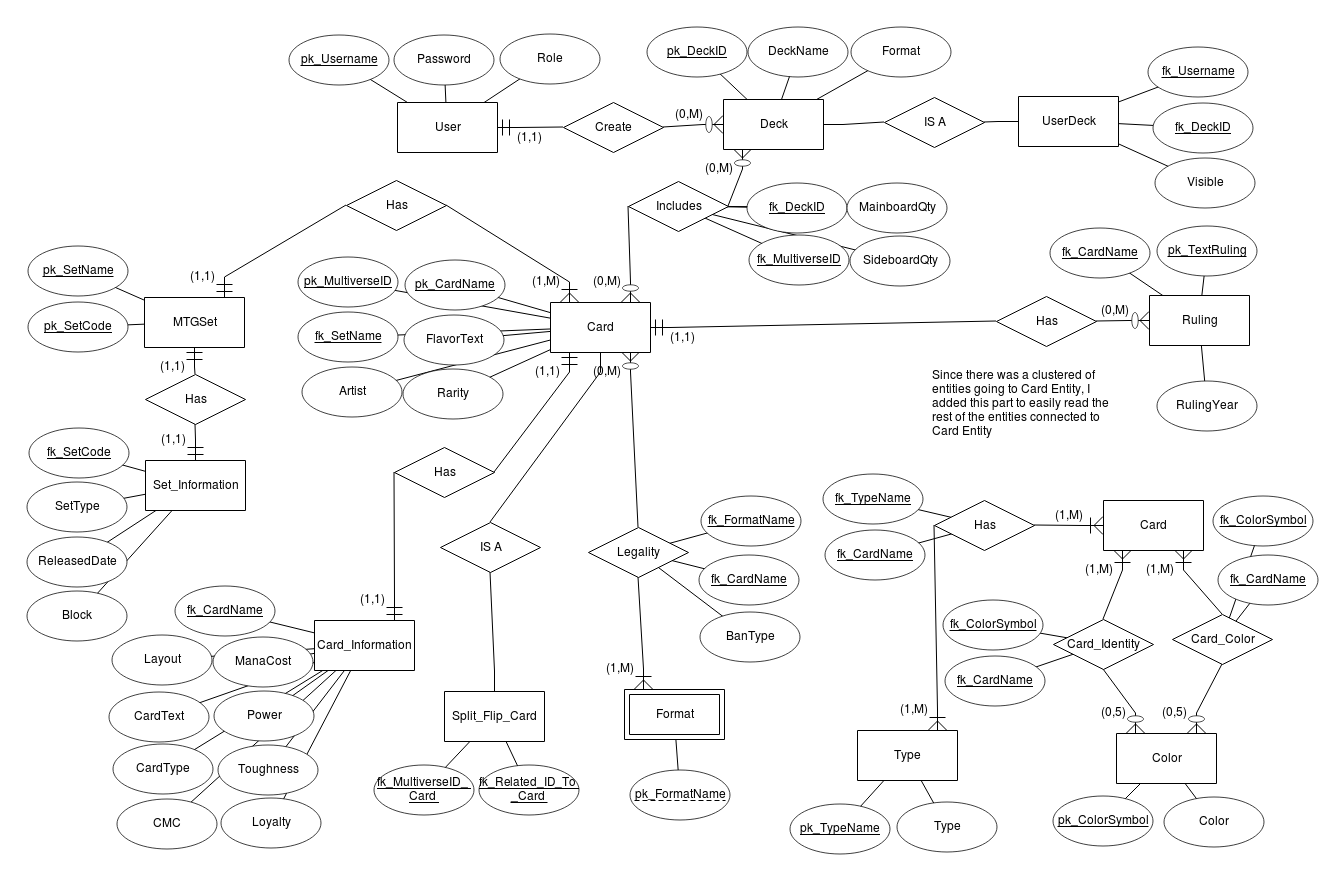 pk_Username
Password
Role
pk_DeckID
DeckName
Format
fk_Username
User
(1,1)
Create
(0,M)
Deck
IS A
UserDeck
fk_DeckID
Visible
(0,M)
Has
Includes
fk_DeckID
MainboardQty
fk_MultiverseID
SideboardQty
fk_CardName
pk_TextRuling
pk_SetName
pk_SetCode
(1,1)
MTGSet
(1,1)
Has
pk_MultiverseID
pk_CardName
fk_SetName
FlavorText
Artist
Rarity
(1,M)
(0,M)
Card
(1,1)
(1,1)
(0,M)
Has
(0,M)
Ruling
RulingYear
Since there was a clustered of
entities going to Card Entity, I
added this part to easily read the
rest of the entities connected to
Card Entity
(1,1)
fk_SetCode
Set_Information
SetType
ReleasedDate
Block
Has
IS A
Legality
fk_FormatName
fk_CardName
BanType
fk_TypeName
fk_CardName
Has
(1,M)
Card
fk_ColorSymbol
(1,M)
(1,M)
fk_CardName
fk_ColorSymbol
fk_CardName
Card_Identity
Card_Color
(1,1)
fk_CardName
Card_Information
Layout
ManaCost
CardText
Power
CardType
Toughness
CMC
Loyalty
Split_Flip_Card
fk_MultiverseID_
Card
fk_Related_ID_To
_Card
(1,M)
Format
pk_FormatName
(1,M)
Type
pk_TypeName
Type
(0,5)
(0,5)
Color
pk_ColorSymbol
Color